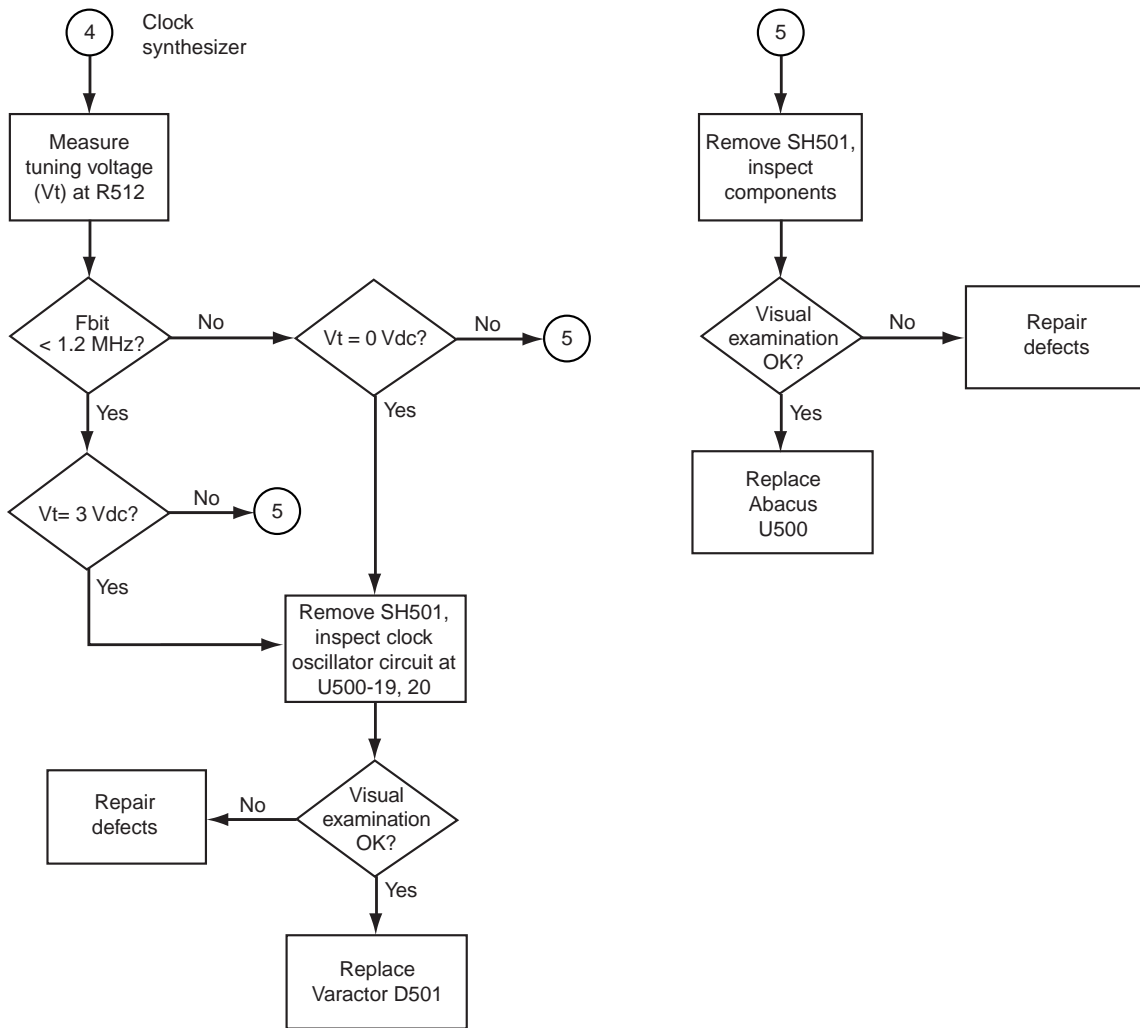 4
Clock
synthesizer
Measure
tuning voltage
(Vt) at R512
Fbit
< 1.2 MHz?
No
Vt = 0 Vdc?
No
5
Yes
Yes
Vt= 3 Vdc?
No
5
Yes
Remove SH501,
inspect clock
oscillator circuit at
U500-19, 20
Visual
examination
OK?
No
Repair
defects
Yes
Replace
Varactor D501
5
Remove SH501,
inspect
components
Visual
examination
OK?
No
Repair
defects
Yes
Replace
Abacus
U500